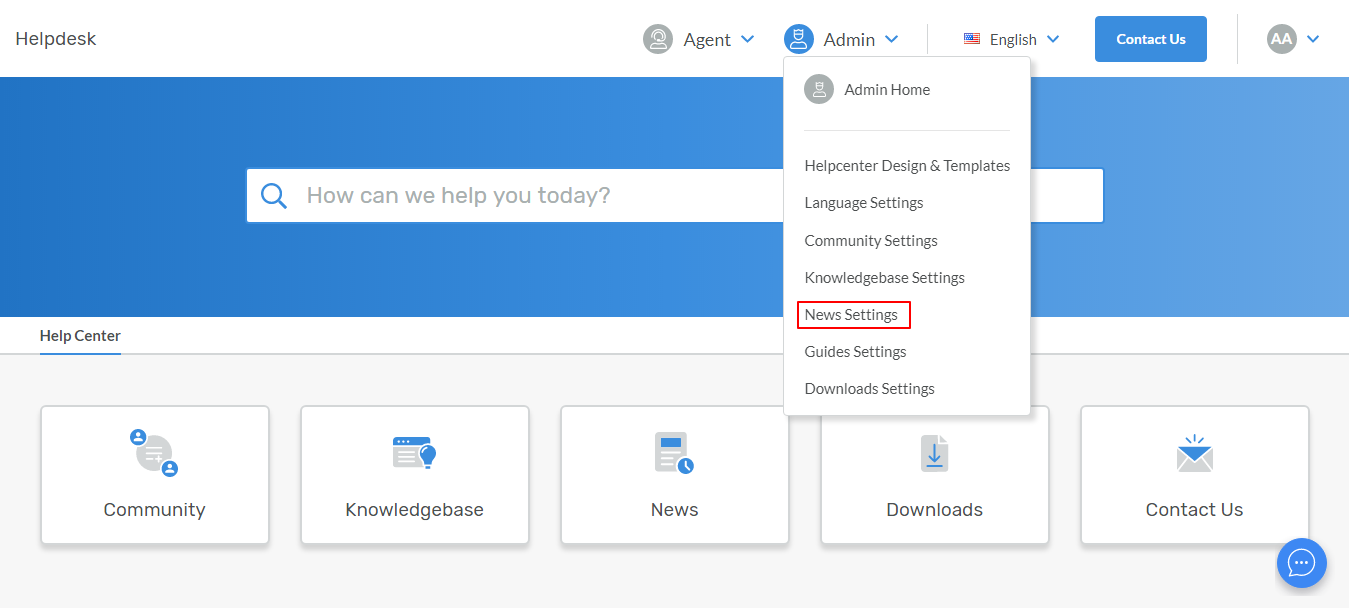 Helpdesk
Agent
Admin
English
Contact Us
AA
Admin Home
Helpcenter Design & Templates
Language Settings
Community Settings
Knowledgebase Settings
News Settings
Guides Settings
Downloads Settings
How can we help you today?
Help Center
Community
Knowledgebase
News
Downloads
Contact Us